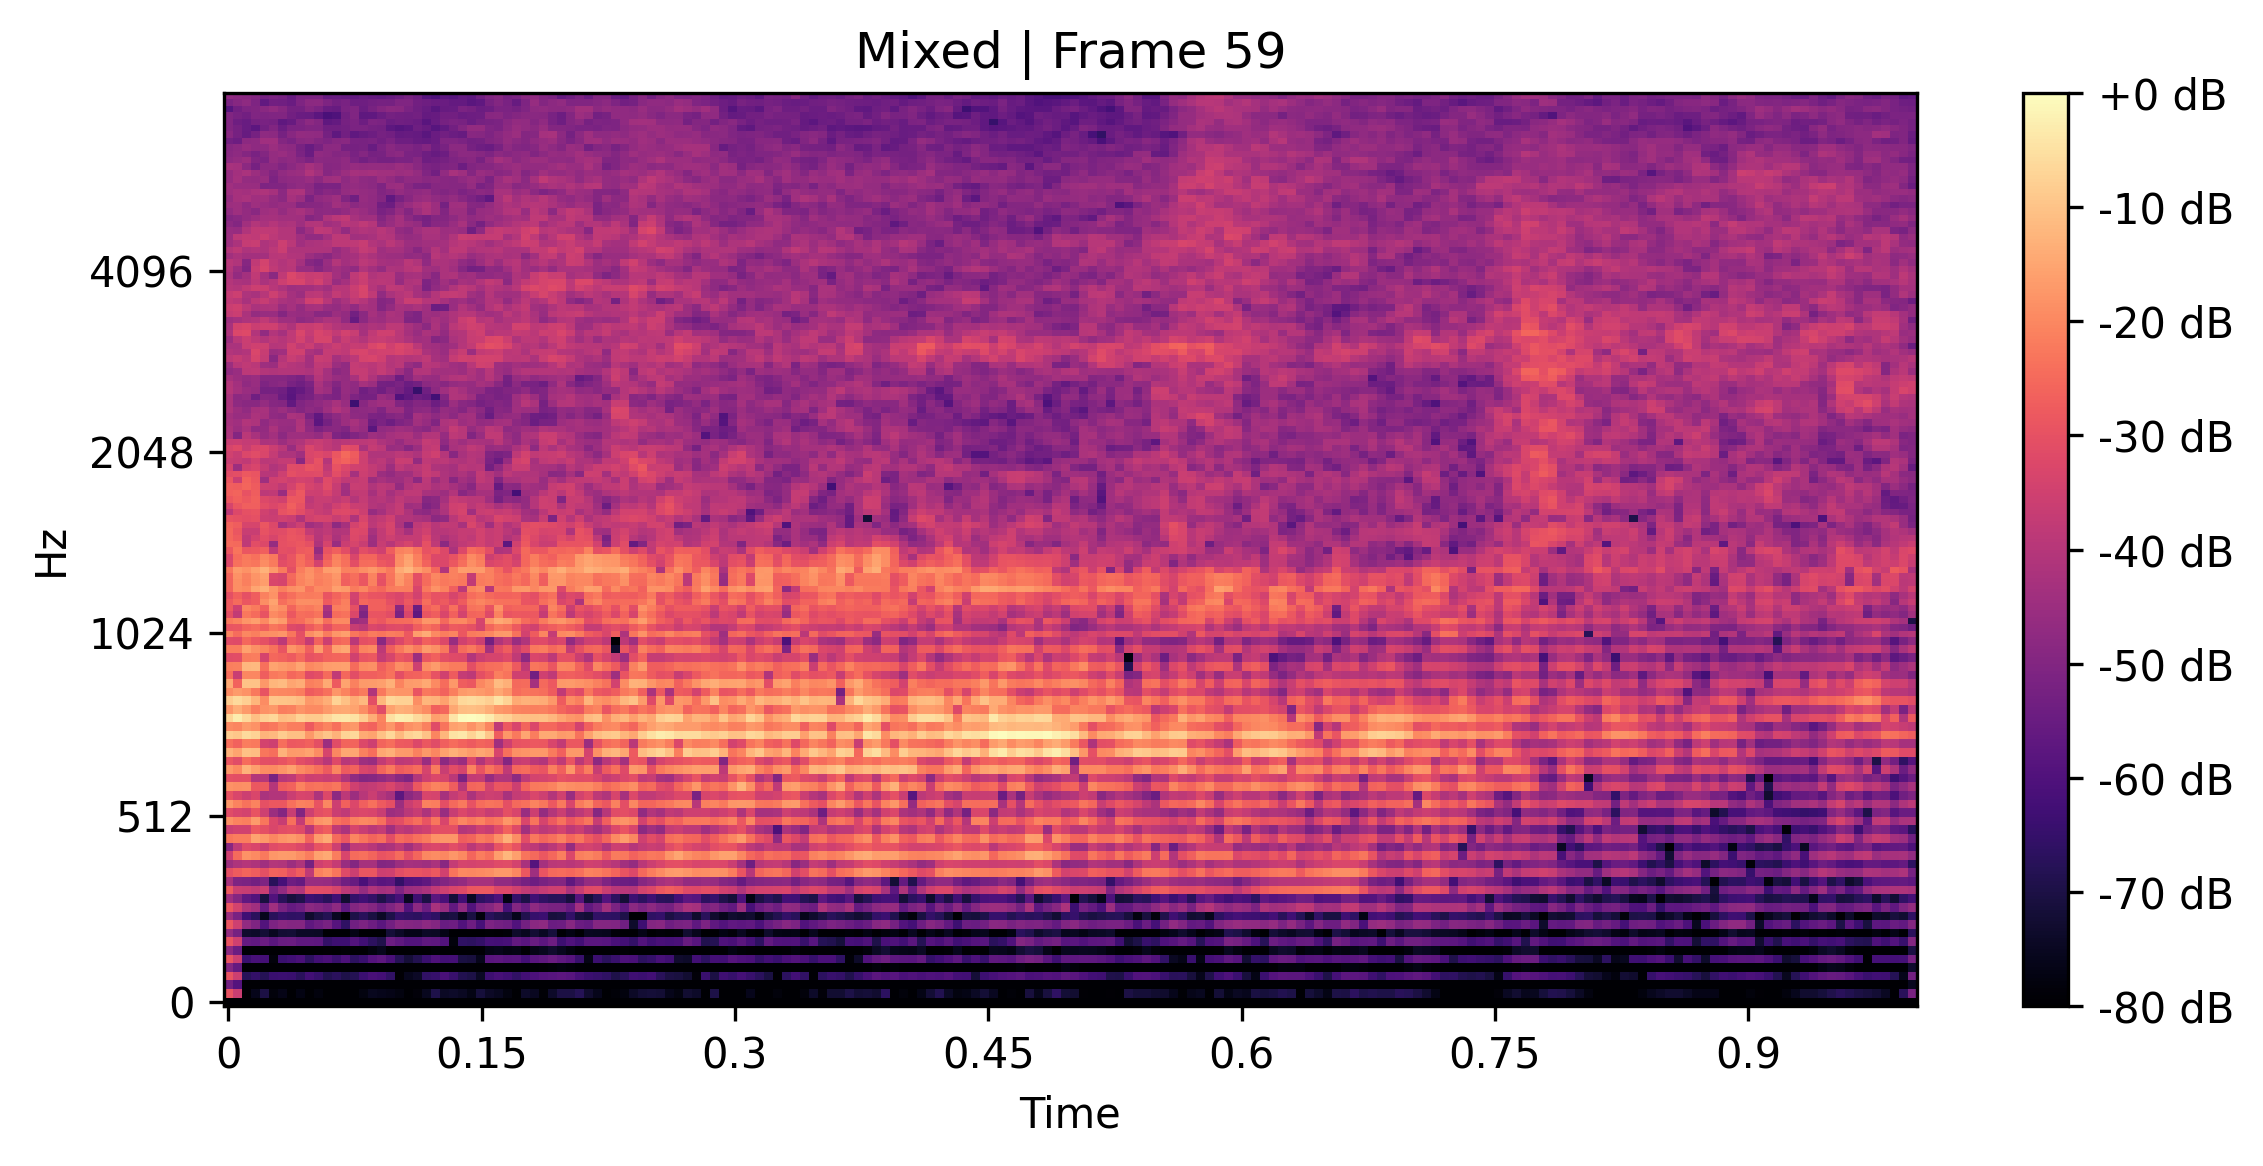 Mixed | Frame 59
+0 dB
-10 dB
-20 dB
-30 dB
-40 dB
-50 dB
-60 dB
-70 dB
-80 dB
Hz
4096
2048
1024
512
0
0 0.15 0.3 0.45 0.6 0.75 0.9
Time